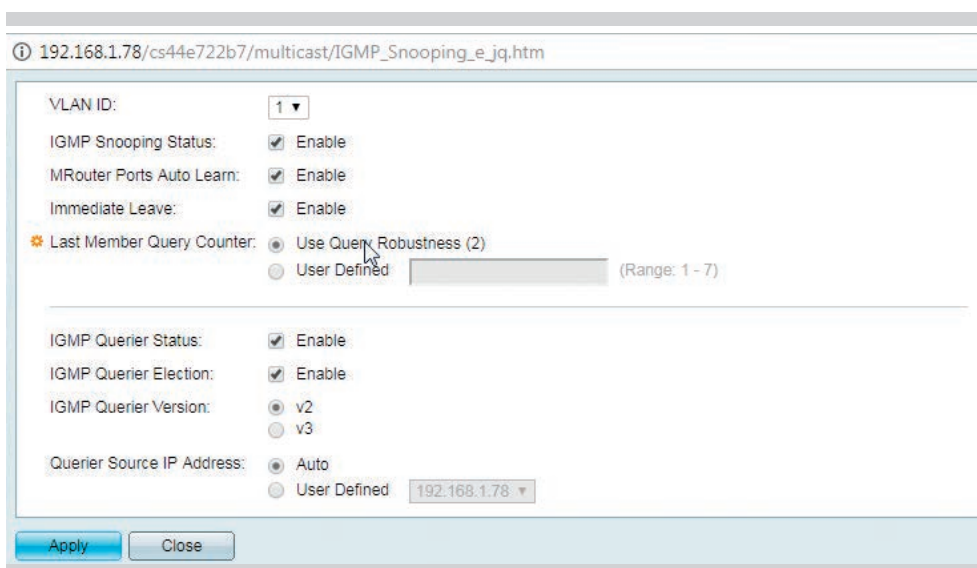 192.168.1.78/cs44e722b7/multicast/IGMP_Snooping_e_jq.htm
VLAN ID: 1
IGMP Snooping Status: Enable
MRouter Ports Auto Learn: Enable
Immediate Leave: Enable
Last Member Query Counter: Use Query Robustness (2)
User Defined (Range: 1 - 7)
IGMP Querier Status: Enable
IGMP Querier Election: Enable
IGMP Querier Version: v2
v3
Querier Source IP Address: Auto
User Defined 192.168.1.78
Apply Close